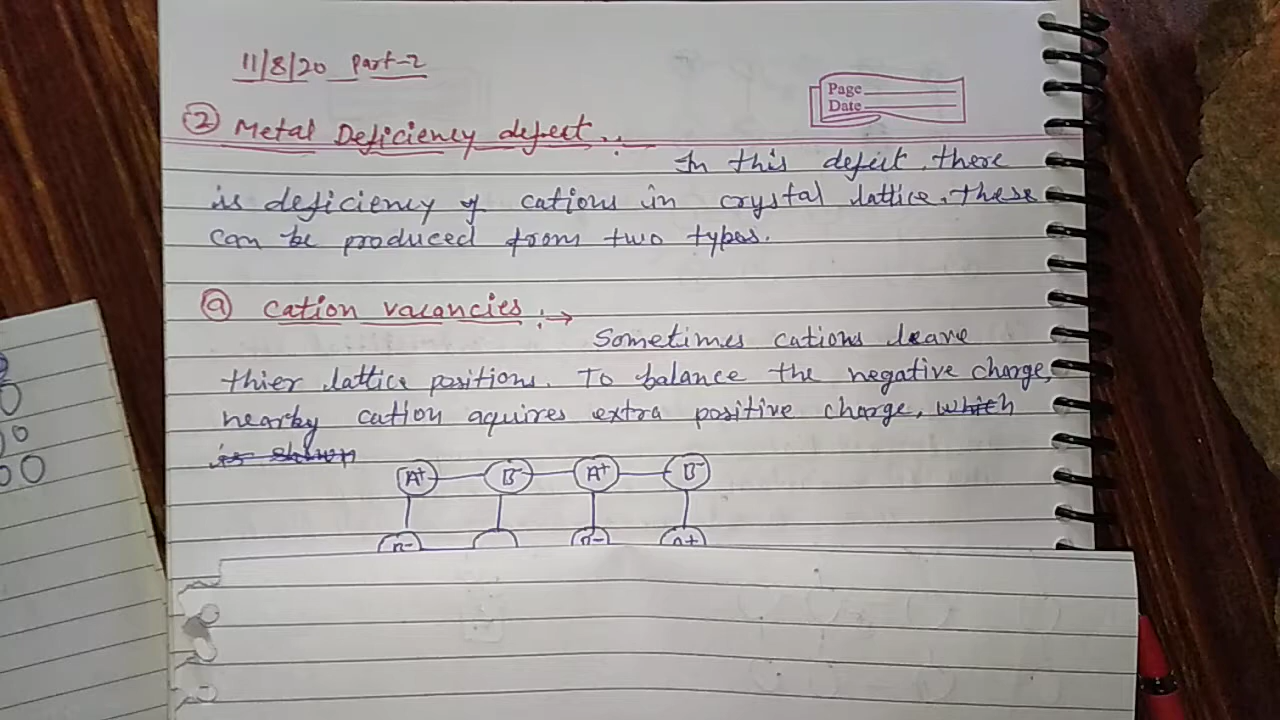 11/8/20 Part-2
Page
Date
② Metal Deficiency defect :-
In this defect, there
is deficiency of cations in crystal lattice. These
can be produced from two types.
ⓐ Cation vacancies :→
Sometimes cations leave
thier lattice positions. To balance the negative charge,
nearby cation aquires extra positive charge, which
is shown
A+ B- A+ B-